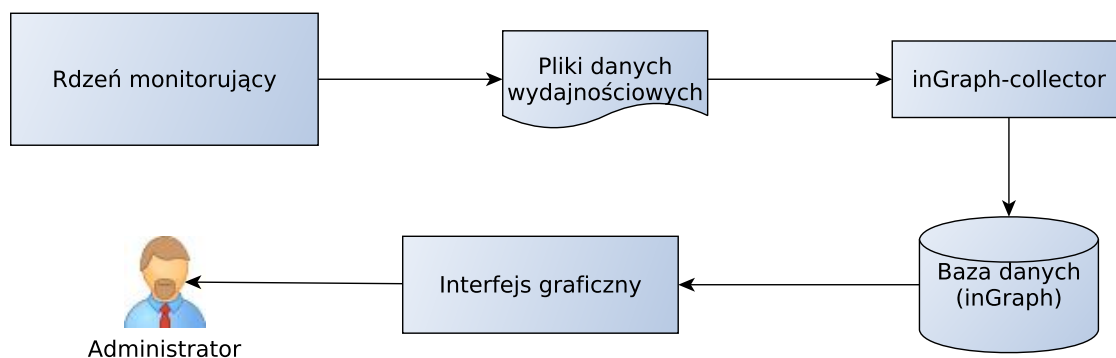 Rdzeń monitorujący
Pliki danych
wydajnościowych
inGraph-collector
Baza danych
(inGraph)
Interfejs graficzny
Administrator